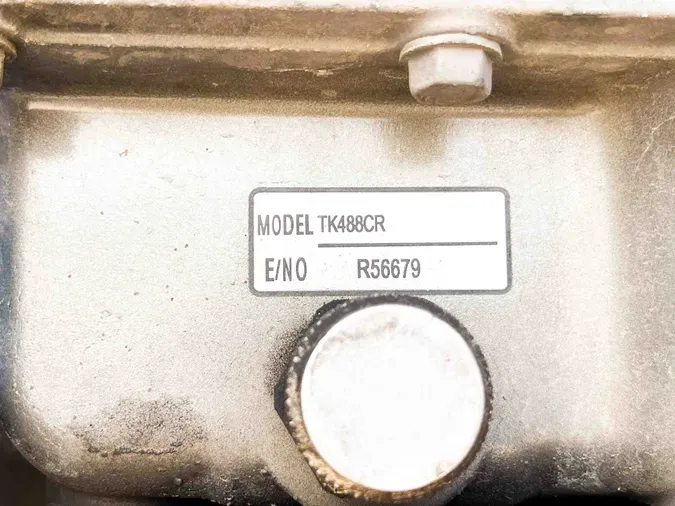 MODEL TK488CR
E/NO R56679